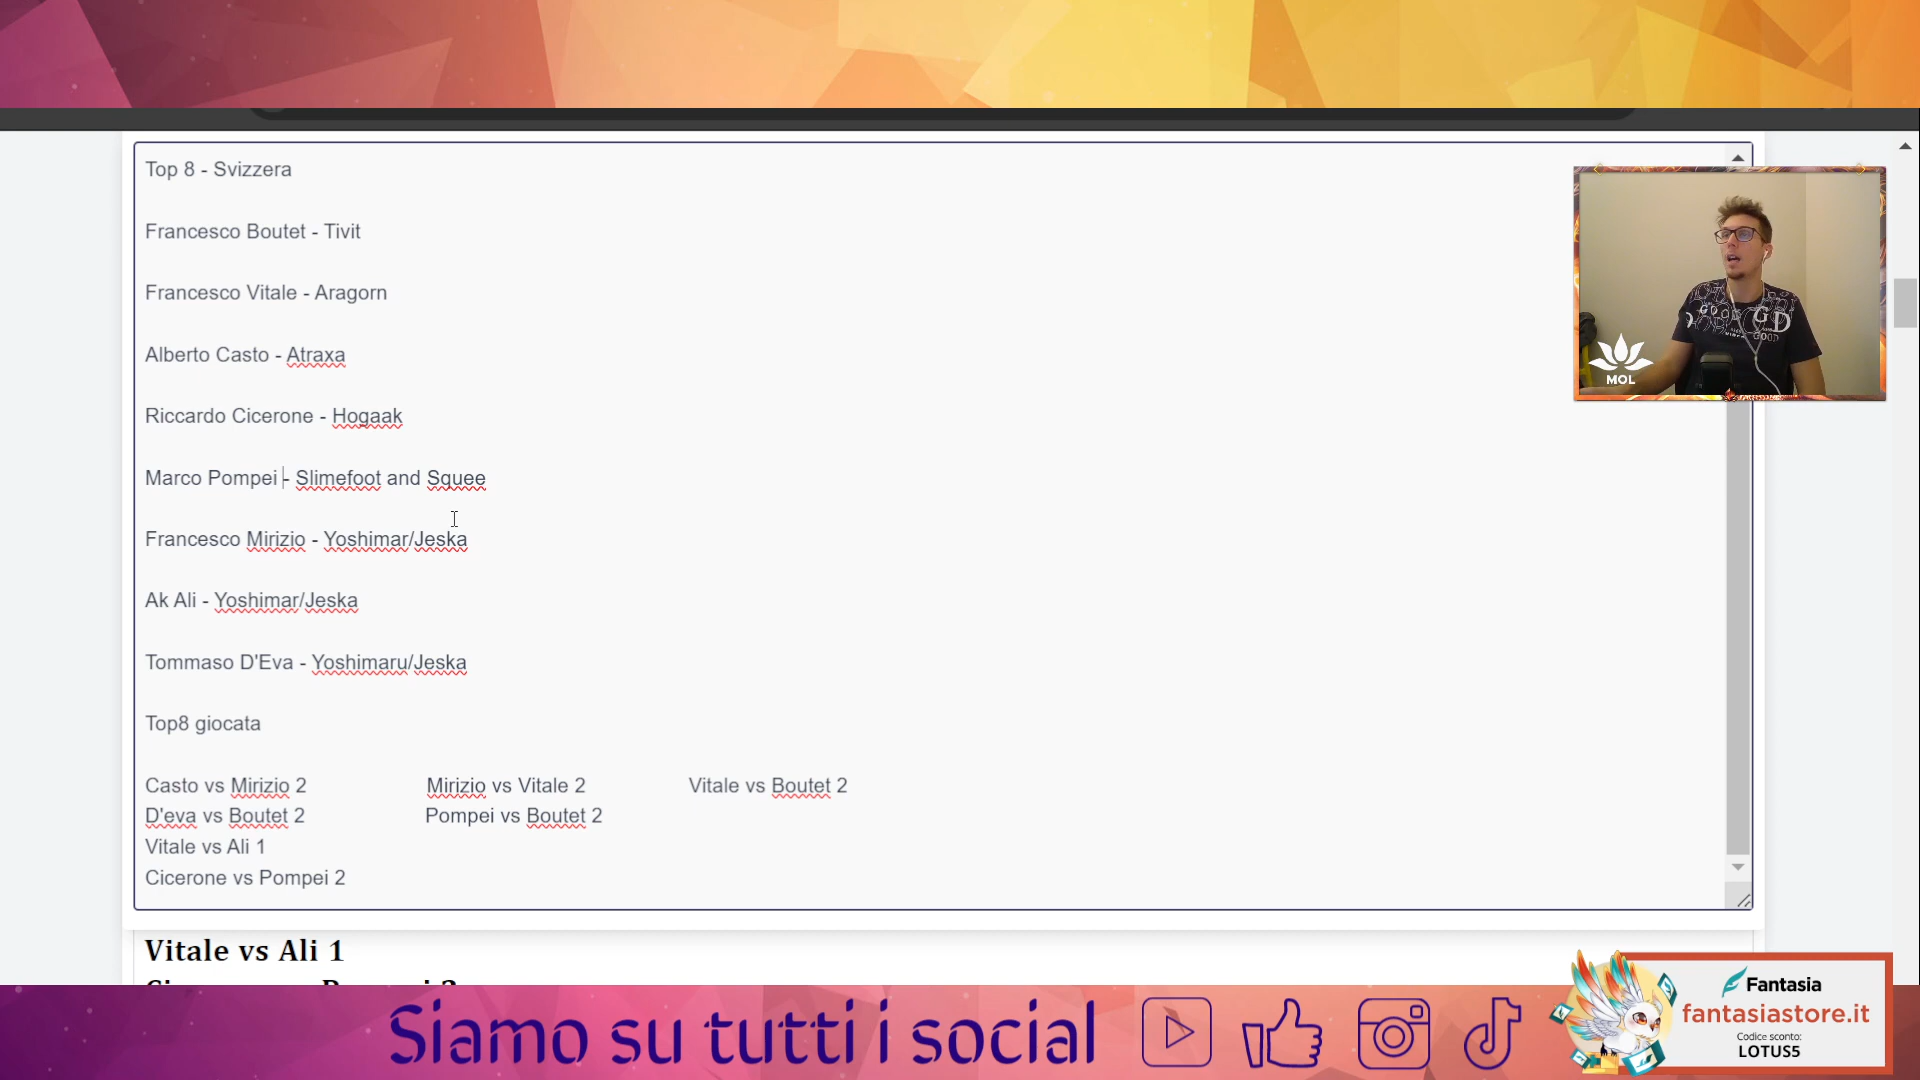 Top 8 - Svizzera
Francesco Boutet - Tivit
Francesco Vitale - Aragorn
Alberto Casto - Atraxa
Riccardo Cicerone - Hogaak
Marco Pompei - Slimefoot and Squee
Francesco Mirizio - Yoshimar/Jeska
Ak Ali - Yoshimar/Jeska
Tommaso D'Eva - Yoshimaru/Jeska
Top8 giocata
Casto vs Mirizio 2 Mirizio vs Vitale 2 Vitale vs Boutet 2
D'eva vs Boutet 2 Pompei vs Boutet 2
Vitale vs Ali 1
Cicerone vs Pompei 2
Vitale vs Ali 1
MOL
GOOD
Siamo su tutti i social
Fantasia
fantasiastore.it
Codice sconto:
LOTUS5